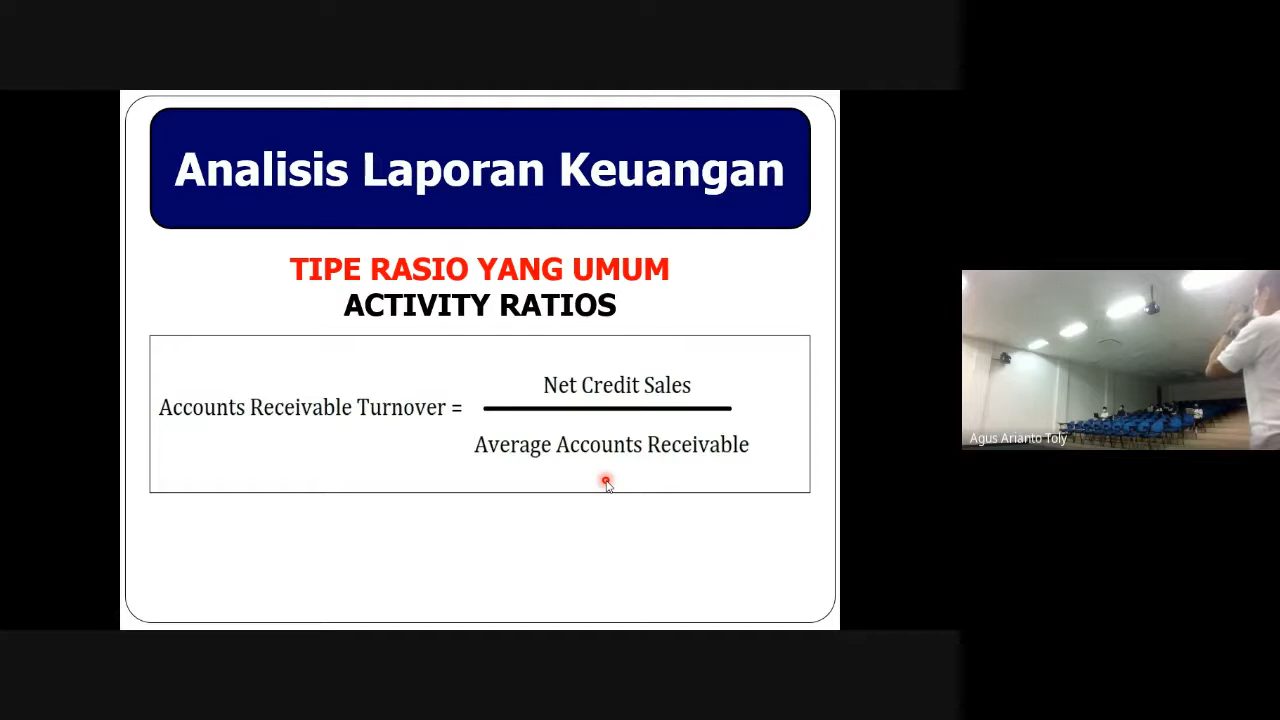 Analisis Laporan Keuangan
TIPE RASIO YANG UMUM
ACTIVITY RATIOS
Net Credit Sales
Accounts Receivable Turnover =
Average Accounts Receivable
Agus Arianto Toly